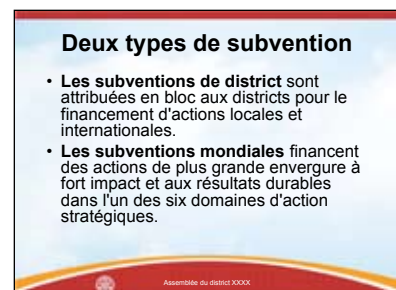 Deux types de subvention
• Les subventions de district sont
attribuées en bloc aux districts pour le
financement d'actions locales et
internationales.
• Les subventions mondiales financent
des actions de plus grande envergure à
fort impact et aux résultats durables
dans l'un des six domaines d'action
stratégiques.
Assemblée du district XXXX